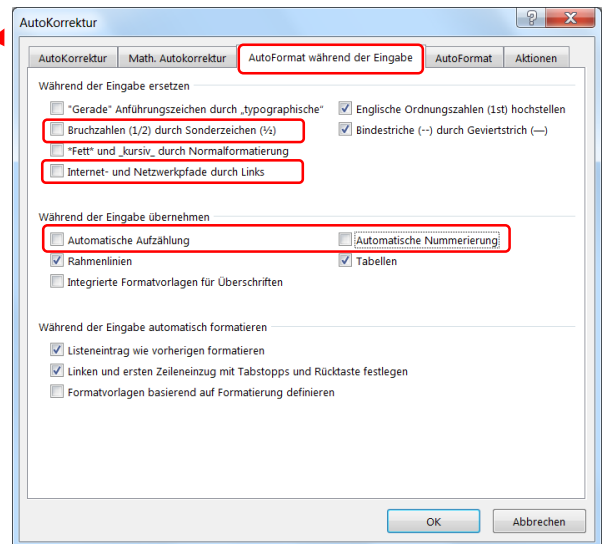 AutoKorrektur
AutoKorrektur Math. Autokorrektur AutoFormat während der Eingabe AutoFormat Aktionen
Während der Eingabe ersetzen
"Gerade" Anführungszeichen durch „typographische“ Englische Ordnungszahlen (1st) hochstellen
Bruchzahlen (1/2) durch Sonderzeichen (½) Bindestriche (--) durch Geviertstrich (—)
*Fett* und _kursiv_ durch Normalformatierung
Internet- und Netzwerkpfade durch Links
Während der Eingabe übernehmen
Automatische Aufzählung Automatische Nummerierung
Rahmenlinien Tabellen
Integrierte Formatvorlagen für Überschriften
Während der Eingabe automatisch formatieren
Listeneintrag wie vorherigen formatieren
Linken und ersten Zeileneinzug mit Tabstopps und Rücktaste festlegen
Formatvorlagen basierend auf Formatierung definieren
OK Abbrechen